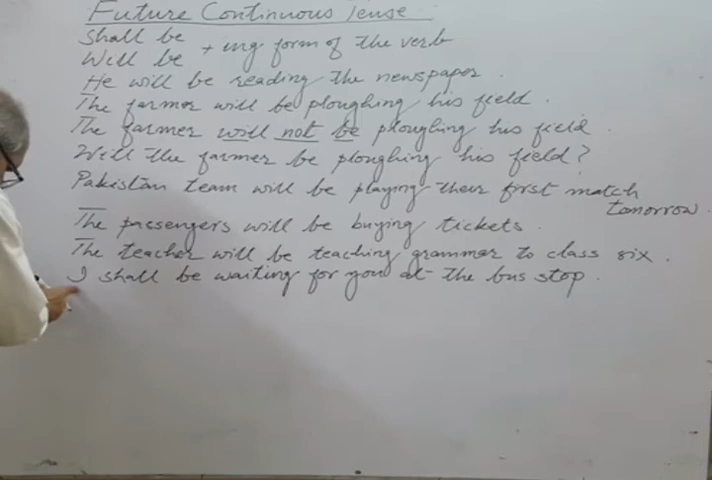 Future Continuous Tense
Shall be
Will be + ing form of the verb
He will be reading the newspaper.
The farmer will be ploughing his field.
The farmer will not be ploughing his field.
Will the farmer be ploughing his field?
Pakistan team will be playing their first match
tomorrow.
The passengers will be buying tickets.
The teacher will be teaching grammar to class six.
I shall be waiting for you at the bus stop.